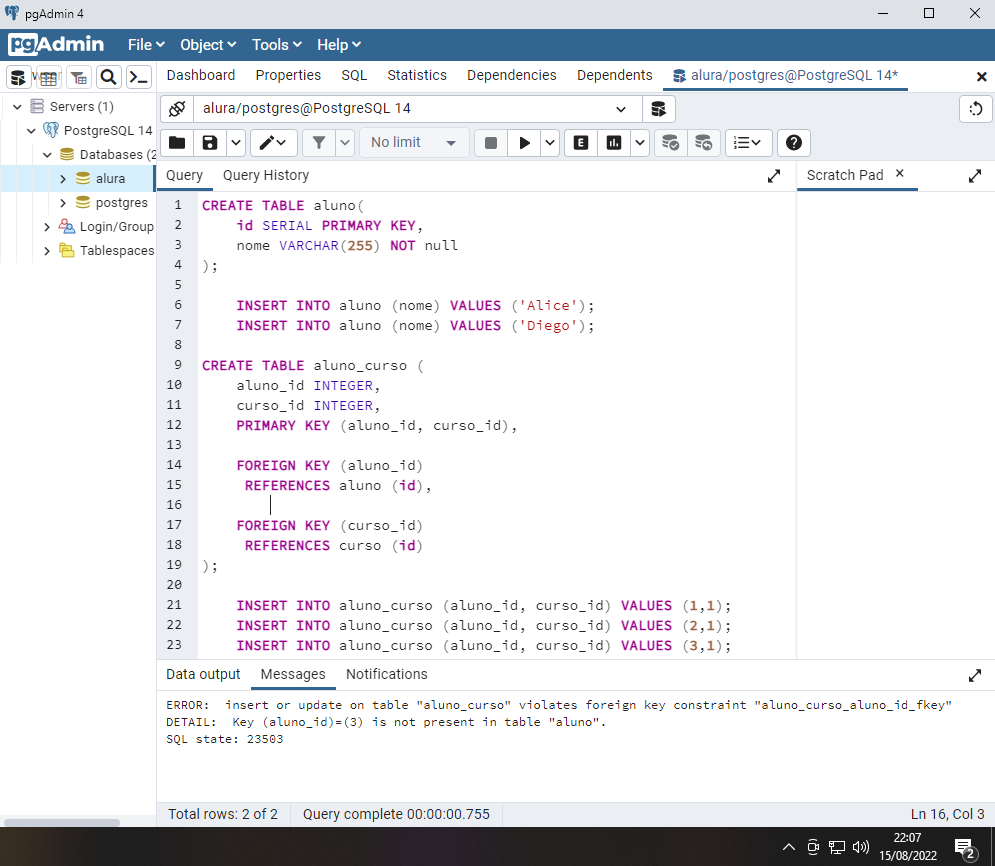 pgAdmin 4
pgAdmin File Object Tools Help
Dashboard Properties SQL Statistics Dependencies Dependents alura/postgres@PostgreSQL 14*
Servers (1)
PostgreSQL 14
Databases (2
alura
postgres
Login/Group
Tablespaces
alura/postgres@PostgreSQL 14
No limit
E
Query Query History
Scratch Pad
1 CREATE TABLE aluno(
2 id SERIAL PRIMARY KEY,
3 nome VARCHAR(255) NOT null
4 );
5
6 INSERT INTO aluno (nome) VALUES ('Alice');
7 INSERT INTO aluno (nome) VALUES ('Diego');
8
9 CREATE TABLE aluno_curso (
10 aluno_id INTEGER,
11 curso_id INTEGER,
12 PRIMARY KEY (aluno_id, curso_id),
13
14 FOREIGN KEY (aluno_id)
15 REFERENCES aluno (id),
16
17 FOREIGN KEY (curso_id)
18 REFERENCES curso (id)
19 );
20
21 INSERT INTO aluno_curso (aluno_id, curso_id) VALUES (1,1);
22 INSERT INTO aluno_curso (aluno_id, curso_id) VALUES (2,1);
23 INSERT INTO aluno_curso (aluno_id, curso_id) VALUES (3,1);
Data output Messages Notifications
ERROR:  insert or update on table "aluno_curso" violates foreign key constraint "aluno_curso_aluno_id_fkey"
DETAIL:  Key (aluno_id)=(3) is not present in table "aluno".
SQL state: 23503
Total rows: 2 of 2 Query complete 00:00:00.755 Ln 16, Col 3
22:07
15/08/2022
2